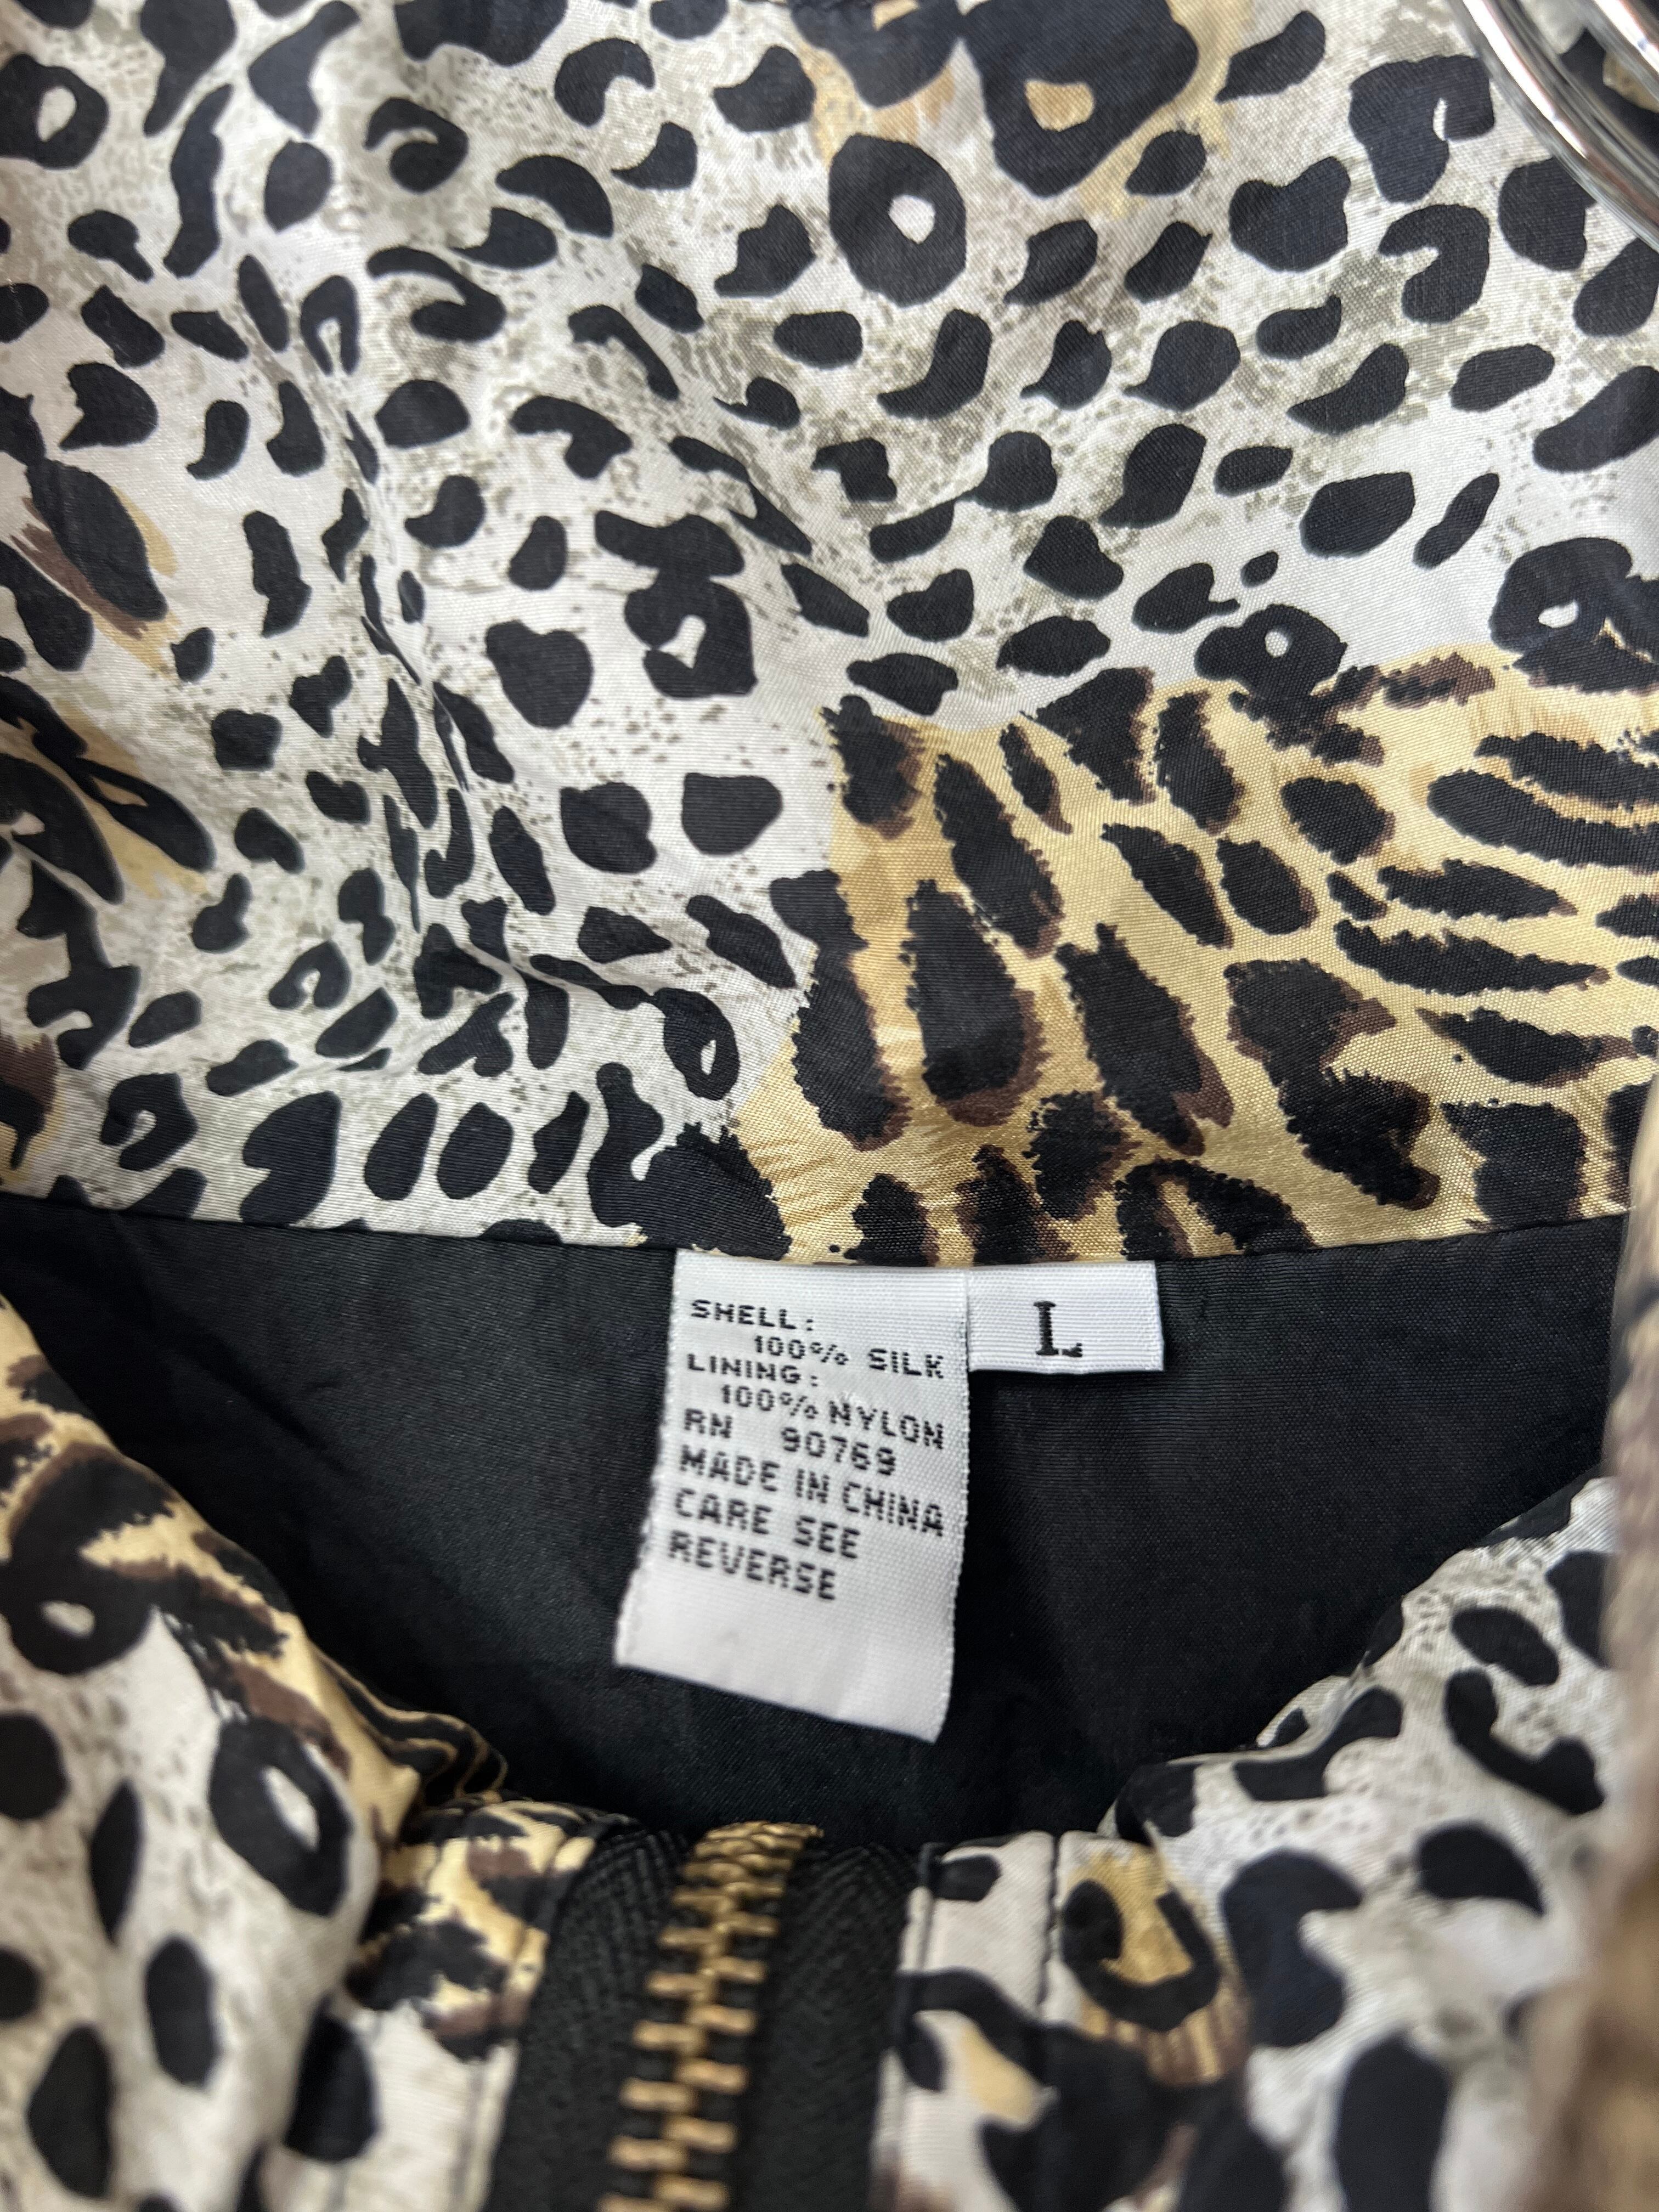 SHELL:
100% SILK
LINING:
100% NYLON
RN 90769
MADE IN CHINA
CARE SEE
REVERSE
L